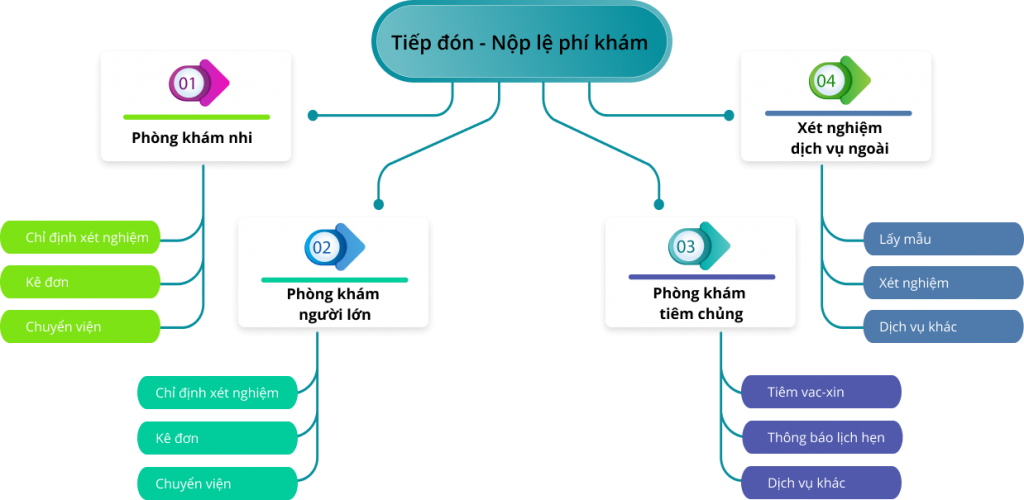 Tiếp đón - Nộp lệ phí khám
01
Phòng khám nhi
Chỉ định xét nghiệm
Kê đơn
Chuyển viện
02
Phòng khám
người lớn
Chỉ định xét nghiệm
Kê đơn
Chuyển viện
03
Phòng khám
tiêm chủng
Tiêm vac-xin
Thông báo lịch hẹn
Dịch vụ khác
04
Xét nghiệm
dịch vụ ngoài
Lấy mẫu
Xét nghiệm
Dịch vụ khác